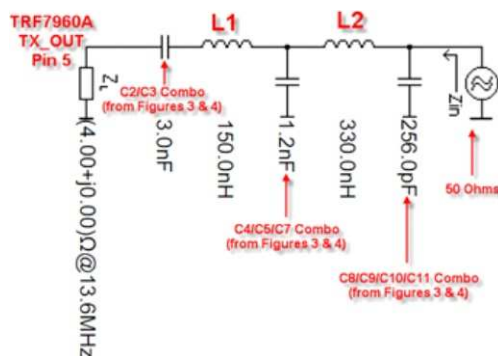 TRF7960A
TX_OUT
Pin 5
L1
L2
ZL
C2/C3 Combo
(from Figures 3 & 4)
Zin
(4.00+j0.00)Ω@13.6MHz
3.0nF
150.0nH
1.2nF
330.0nH
256.0pF
50 Ohms
C4/C5/C7 Combo
(from Figures 3 & 4)
C8/C9/C10/C11 Combo
(from Figures 3 & 4)